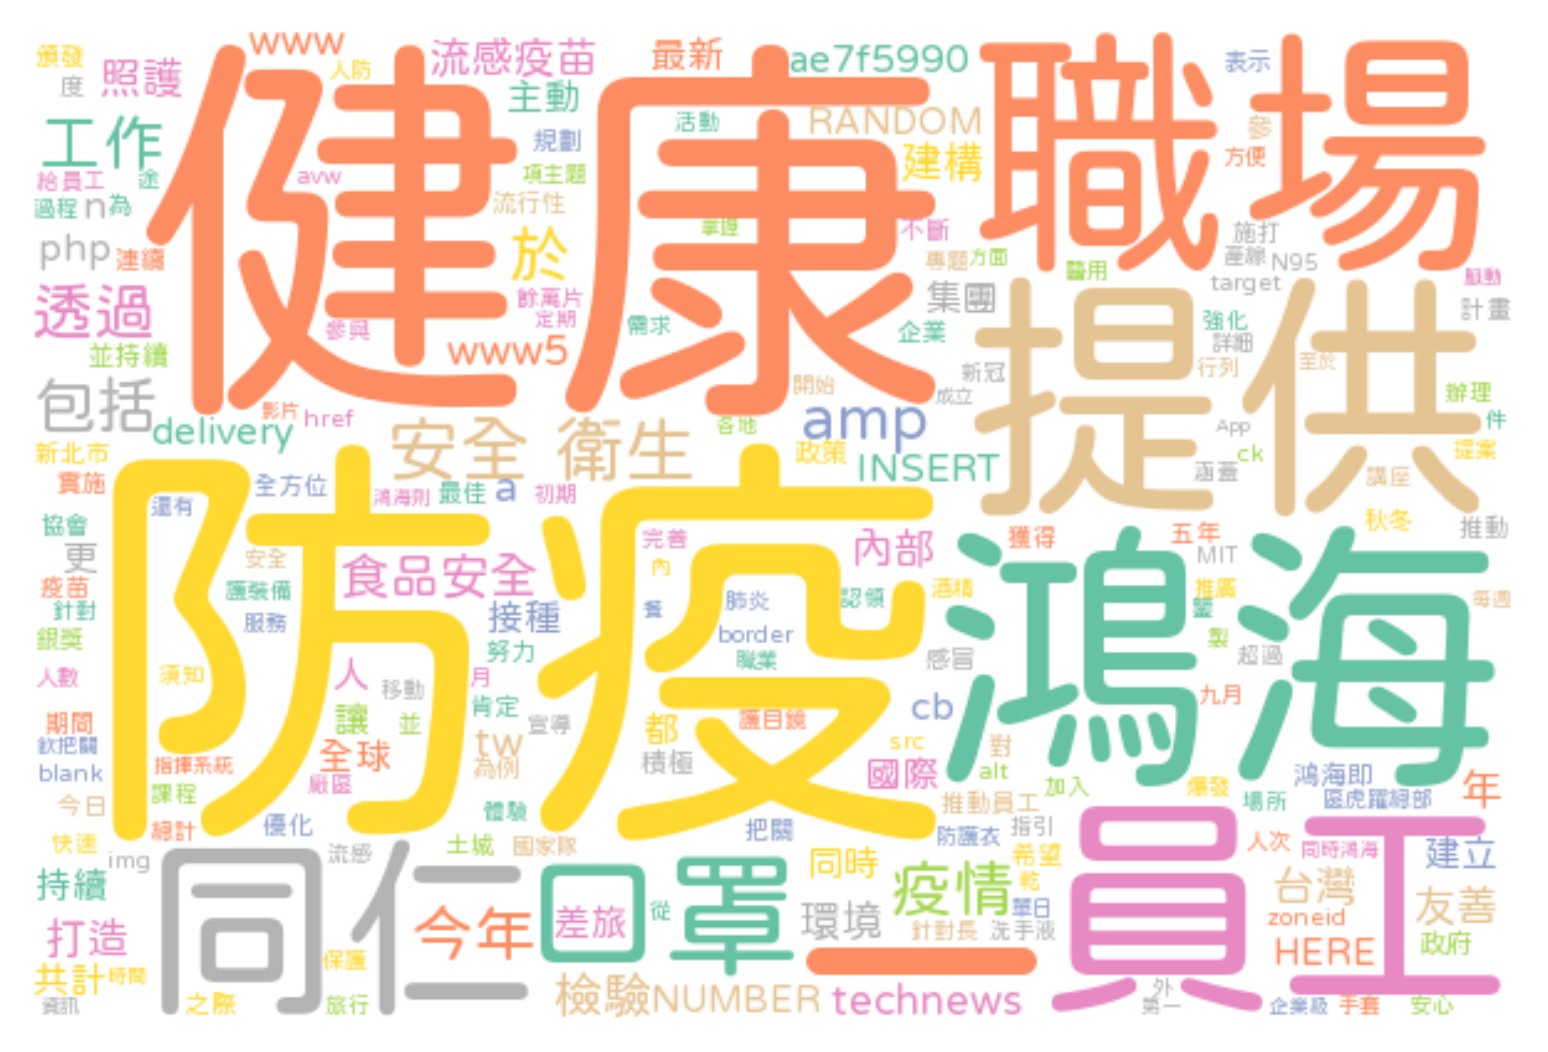 頒發
度
照護
www
人防
流感疫苗
最新
ae7f5990
職場
表示
主動
工作
活動
RANDOM
參
規劃
建構
方便
健康
給員工
途
avw
項主題
過程
n
為
流行性
php
連續
於
掌握
不斷
施打
專題
方面
醫用
產線
N95
target
透過
餘萬片
定期
集團
提供
計畫
參與
需求
企業
強化
詳細
並持續
www5
新冠
行列
至於
包括
開始
成立
辦理
影片
href
delivery
安全
衛生
各地
amp
App
件
新北市
政策
ck
提案
實施
全方位
INSERT
涵蓋
講座
還有
鴻海則
最佳
a
初期
防疫
協會
秋冬
推動
更
完善
內部
獲得
五年
MIT
安全
食品安全
內
疫苗
護裝備
酒精
推廣
每週
針對
服務
接種
餐
肺炎
認領
鴻海
銀獎
border
製
努力
職業
感冒
超過
人數
須知
人
移動
月
九月
期間
讓
並
肯定
宣導
都
護目鏡
cb
欽把關
全球
tw
src
對
blank
指揮系統
為例
積極
國際
alt
鴻海即
廠區
加入
爆發
年
今日
課程
體驗
推動員工
場所
區虎躍總部
總計
優化
把關
防護衣
指引
快速
img
流感
土城
國家隊
同時
希望
人次
同時鴻海
建立
持續
同仁
口罩
疫情
乾
員工
台灣
友善
打造
今年
差旅
從
環境
單日
zoneid
針對長
洗手液
HERE
政府
共計
時間
保護
一
資訊
之際
旅行
檢驗
NUMBER
technews
外
第一
企業級
手套
安心